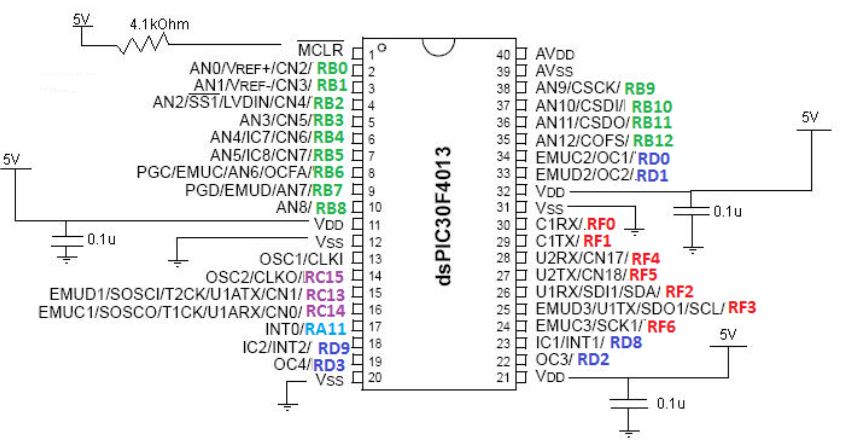 5V
4.1kOhm
MCLR 1
AN0/VREF+/CN2/ RB0 2
AN1/VREF-/CN3/ RB1 3
AN2/SS1/LVDIN/CN4/ RB2 4
AN3/CN5/RB3 5
AN4/IC7/CN6/RB4 6
AN5/IC8/CN7/RB5 7
PGC/EMUC/AN6/OCFA/RB6 8
PGD/EMUD/AN7/RB7 9
AN8/ RB8 10
VDD 11
VSS 12
OSC1/CLKI 13
OSC2/CLKO/RC15 14
EMUD1/SOSCI/T2CK/U1ATX/CN1/ RC13 15
EMUC1/SOSCO/T1CK/U1ARX/CN0/ RC14 16
INT0/RA11 17
IC2/INT2/ RD9 18
OC4/RD3 19
VSS 20
5V
0.1u
dsPIC30F4013
40 AVDD
39 AVSS
38 AN9/CSCK/ RB9
37 AN10/CSDI/ RB10
36 AN11/CSDO/RB11
35 AN12/COFS/ RB12
34 EMUC2/OC1/RD0
33 EMUD2/OC2/.RD1
32 VDD
31 VSS
30 C1RX/.RF0
29 C1TX/ RF1
28 U2RX/CN17/ RF4
27 U2TX/CN18/RF5
26 U1RX/SDI1/SDA/ RF2
25 EMUD3/U1TX/SDO1/SCL/ RF3
24 EMUC3/SCK1/ RF6
23 IC1/INT1/ RD8
22 OC3/ RD2
21 VDD
5V
0.1u
5V
0.1u